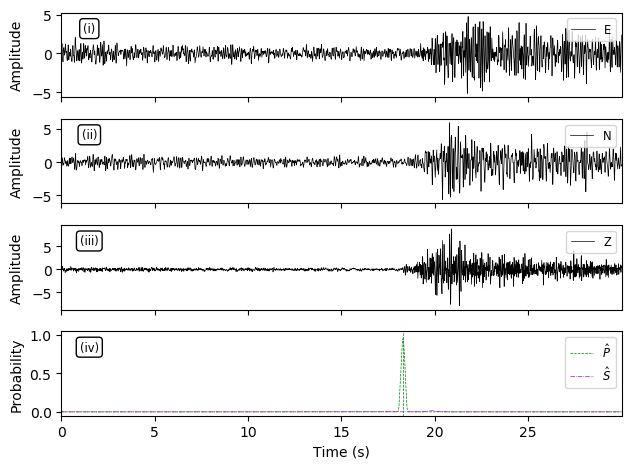 Amplitude
5
0
−5
(i)
E
Amplitude
5
0
−5
(ii)
N
Amplitude
5
0
−5
(iii)
Z
Probability
1.0
0.5
0.0
(iv)
P̂
Ŝ
0 5 10 15 20 25
Time (s)